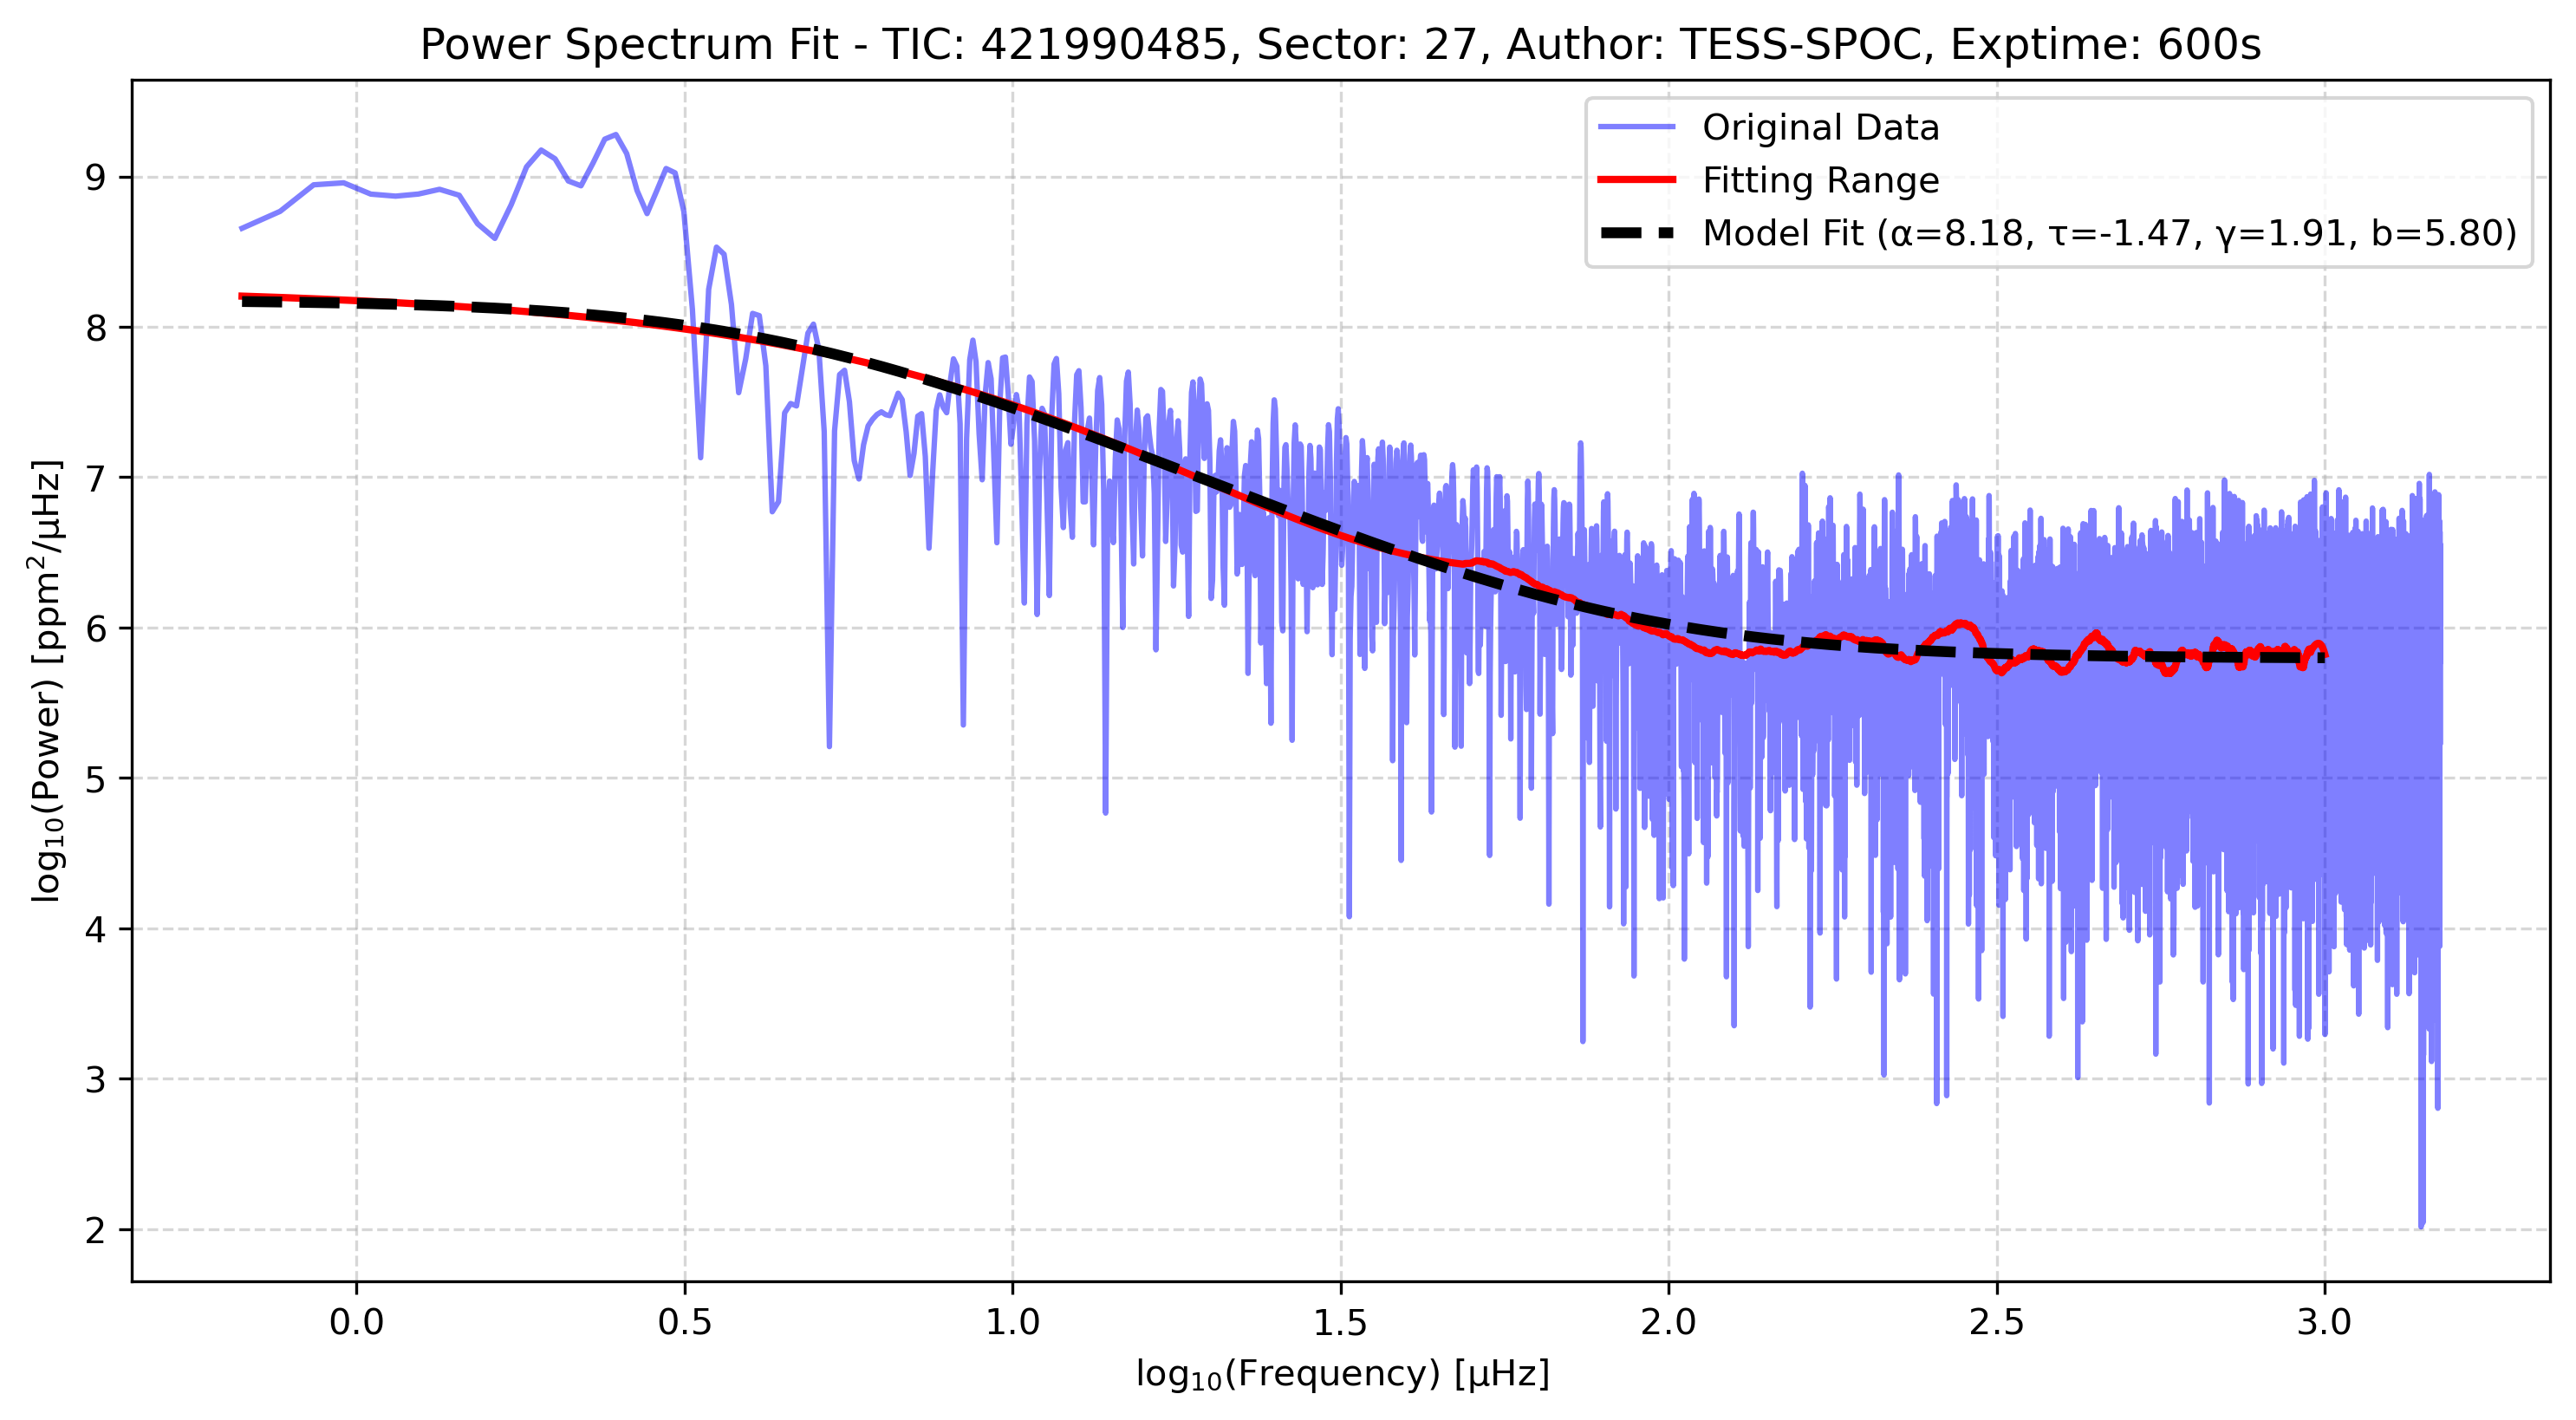 Power Spectrum Fit - TIC: 421990485, Sector: 27, Author: TESS-SPOC, Exptime: 600s
Original Data
Fitting Range
Model Fit (α=8.18, τ=-1.47, γ=1.91, b=5.80)
log₁₀(Power) [ppm²/μHz]
9
8
7
6
5
4
3
2
0.0 0.5 1.0 1.5 2.0 2.5 3.0
log₁₀(Frequency) [μHz]